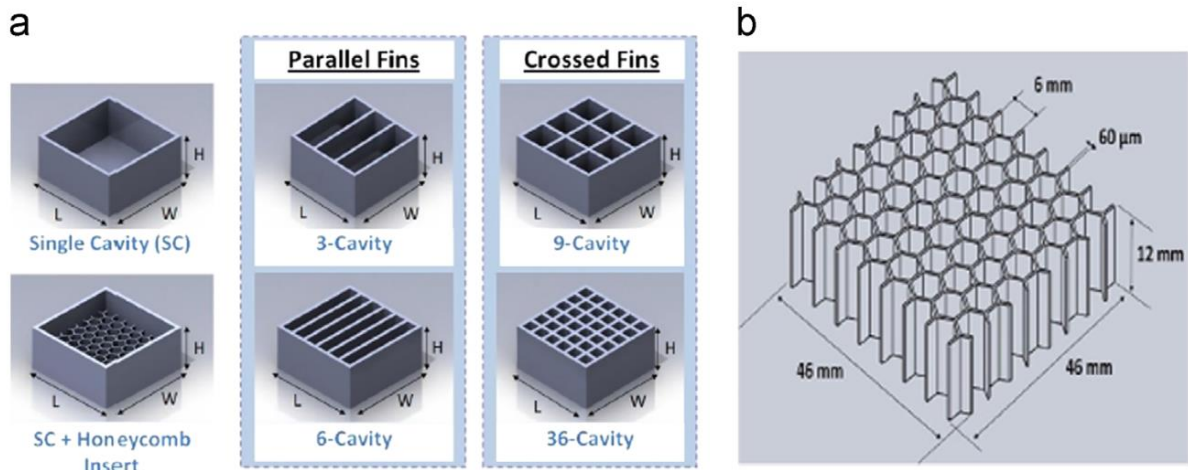 a
Parallel Fins
Crossed Fins
H
L
W
Single Cavity (SC)
H
L
W
3-Cavity
H
L
W
9-Cavity
H
L
W
SC + Honeycomb
Insert
H
L
W
6-Cavity
H
L
W
36-Cavity
b
6 mm
60 µm
12 mm
46 mm
46 mm